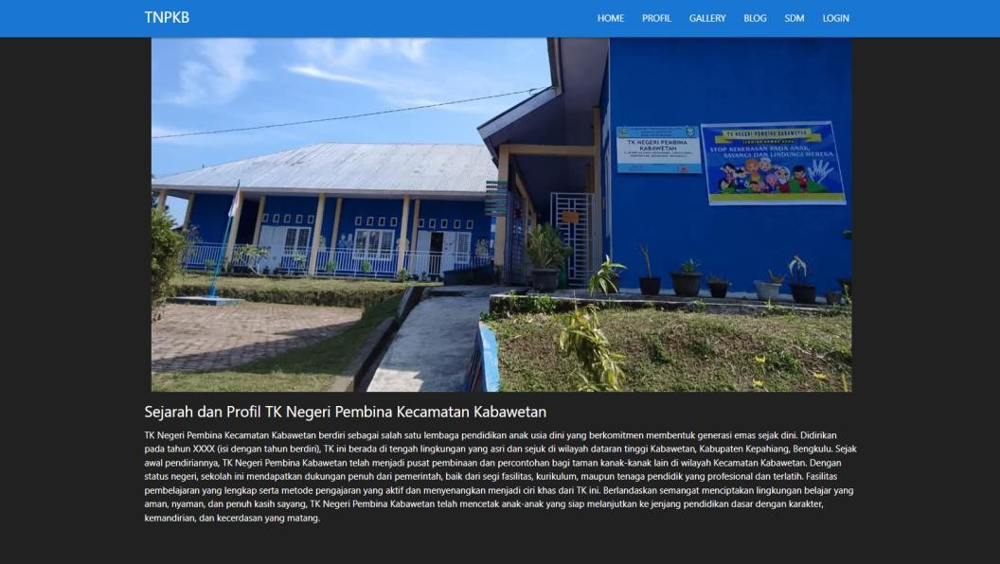 TNPKB
HOME PROFIL GALLERY BLOG SDM LOGIN
TK NEGERI PEMBINA
KABAWETAN
TK NEGERI PEMBINA KABAWETAN
STOP KEKERASAN PADA ANAK,
SAYANGI DAN LINDUNGI MEREKA
Sejarah dan Profil TK Negeri Pembina Kecamatan Kabawetan
TK Negeri Pembina Kecamatan Kabawetan berdiri sebagai salah satu lembaga pendidikan anak usia dini yang berkomitmen membentuk generasi emas sejak dini. Didirikan
pada tahun XXXX (isi dengan tahun berdiri), TK ini berada di tengah lingkungan yang asri dan sejuk di wilayah dataran tinggi Kabawetan, Kabupaten Kepahiang, Bengkulu. Sejak
awal pendiriannya, TK Negeri Pembina Kabawetan telah menjadi pusat pembinaan dan percontohan bagi taman kanak-kanak lain di wilayah Kecamatan Kabawetan. Dengan
status negeri, sekolah ini mendapatkan dukungan penuh dari pemerintah, baik dari segi fasilitas, kurikulum, maupun tenaga pendidik yang profesional dan terlatih. Fasilitas
pembelajaran yang lengkap serta metode pengajaran yang aktif dan menyenangkan menjadi ciri khas dari TK ini. Berlandaskan semangat menciptakan lingkungan belajar yang
aman, nyaman, dan penuh kasih sayang, TK Negeri Pembina Kabawetan telah mencetak anak-anak yang siap melanjutkan ke jenjang pendidikan dasar dengan karakter,
kemandirian, dan kecerdasan yang matang.